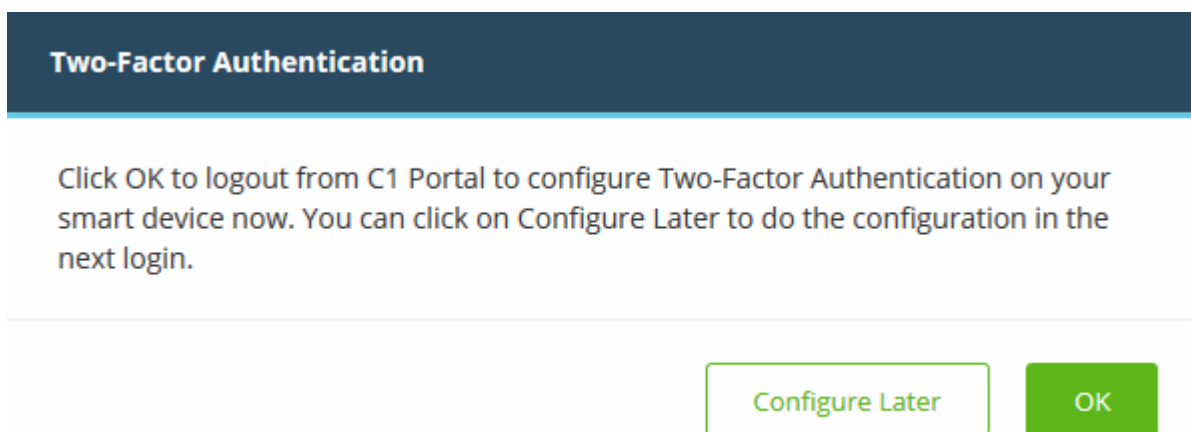 Two-Factor Authentication
Click OK to logout from C1 Portal to configure Two-Factor Authentication on your
smart device now. You can click on Configure Later to do the configuration in the
next login.
Configure Later
OK